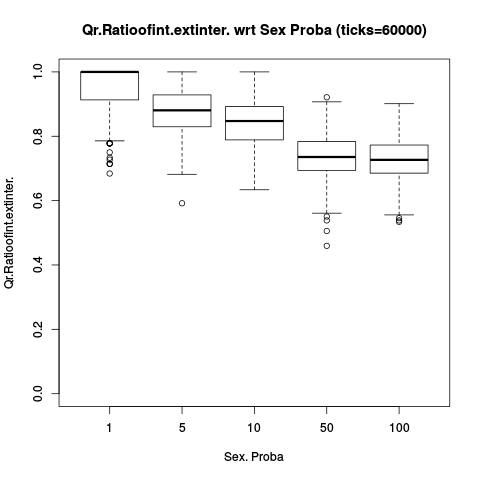 Qr.Ratioofint.extinter. wrt Sex Proba (ticks=60000)
Qr.Ratioofint.extinter.
1.0
0.8
0.6
0.4
0.2
0.0
1 5 10 50 100
Sex. Proba